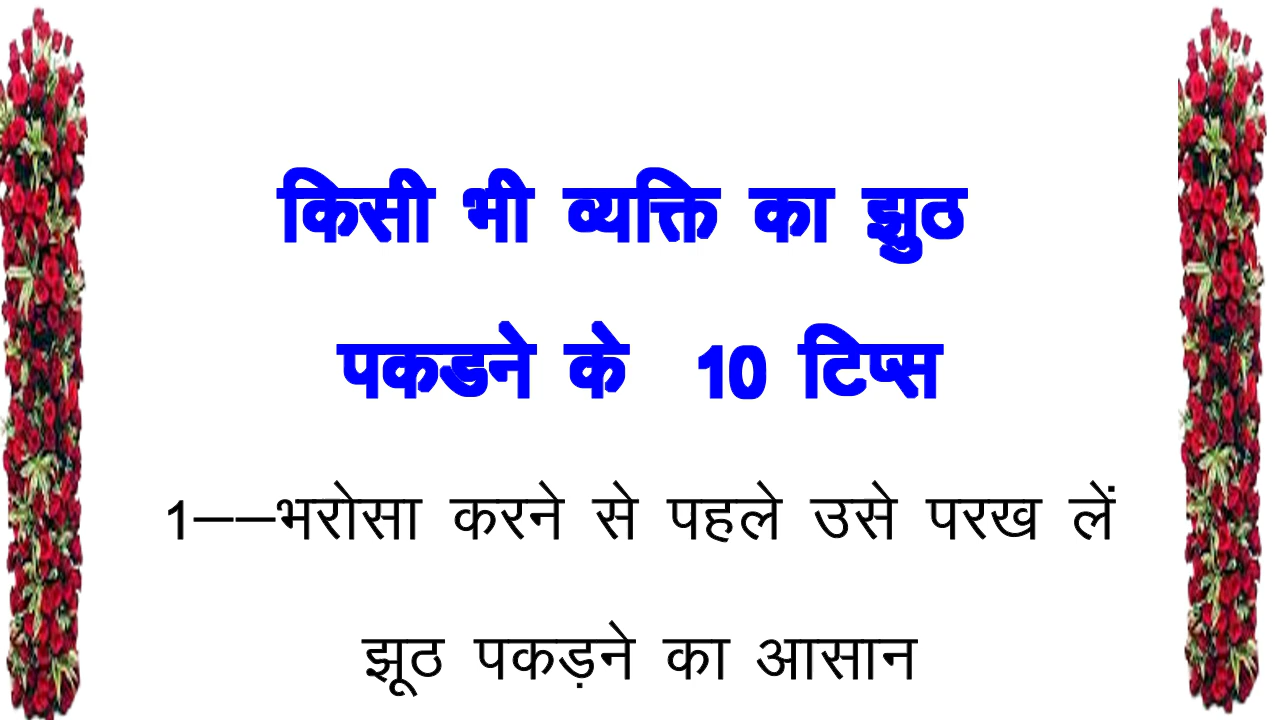 किसी भी व्यक्ति का झुठ
पकडने के 10 टिप्स
1——भरोसा करने से पहले उसे परख लें
झूठ पकड़ने का आसान